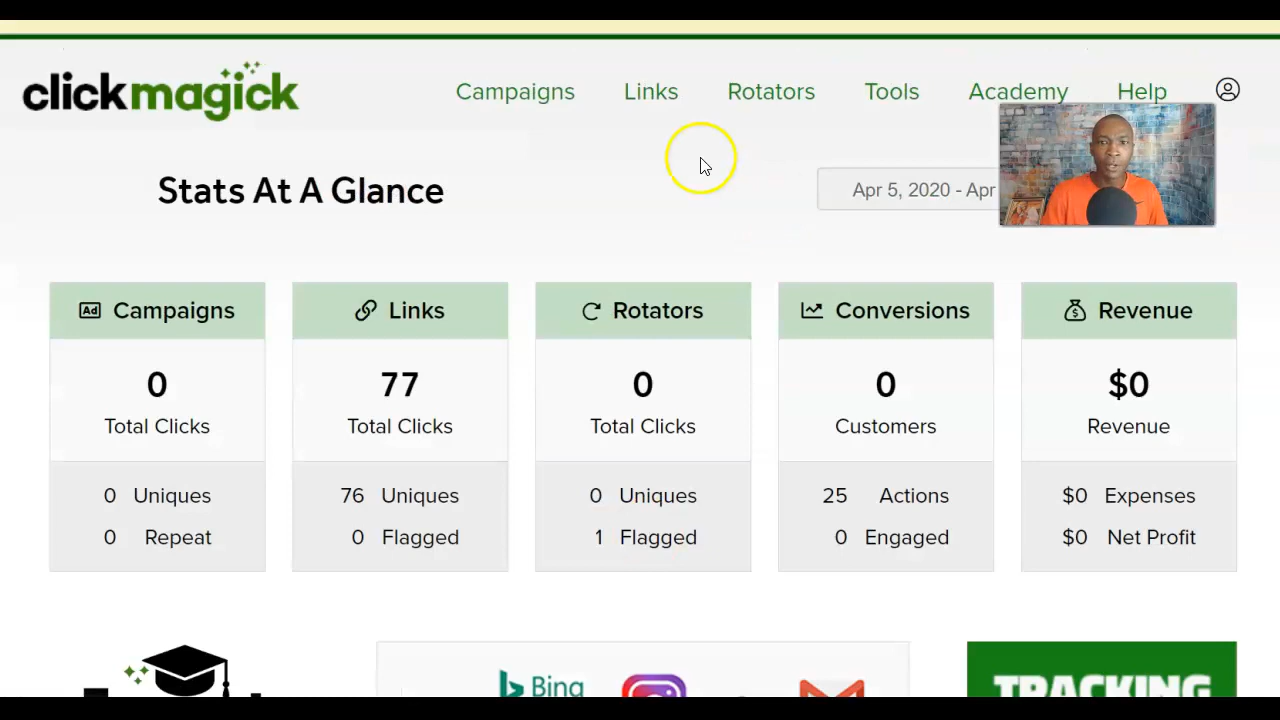 clickmagick
Campaigns Links Rotators Tools Academy Help
Stats At A Glance
Apr 5, 2020 - Apr
Ad Campaigns
0
Total Clicks
0 Uniques
0 Repeat
Links
77
Total Clicks
76 Uniques
0 Flagged
Rotators
0
Total Clicks
0 Uniques
1 Flagged
Conversions
0
Customers
25 Actions
0 Engaged
$ Revenue
$0
Revenue
$0 Expenses
$0 Net Profit
Bing
TRACKING